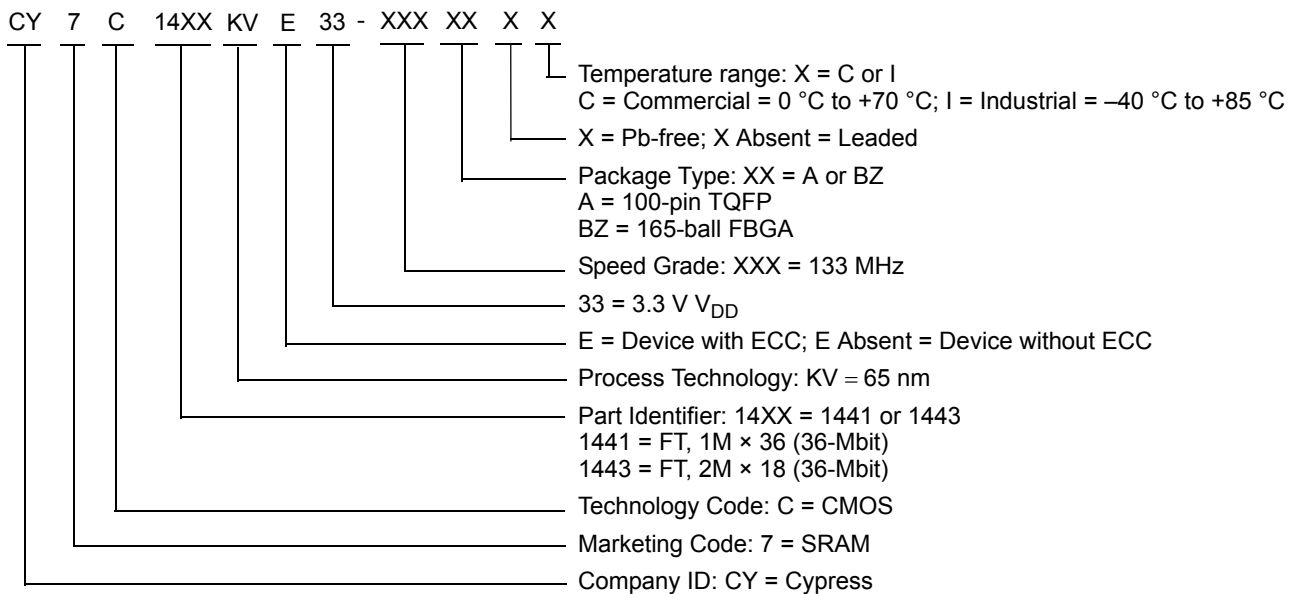 CY 7 C 14XX KV E 33 - XXX XX X X
Temperature range: X = C or I
C = Commercial = 0 °C to +70 °C; I = Industrial = –40 °C to +85 °C
X = Pb-free; X Absent = Leaded
Package Type: XX = A or BZ
A = 100-pin TQFP
BZ = 165-ball FBGA
Speed Grade: XXX = 133 MHz
33 = 3.3 V VDD
E = Device with ECC; E Absent = Device without ECC
Process Technology: KV = 65 nm
Part Identifier: 14XX = 1441 or 1443
1441 = FT, 1M × 36 (36-Mbit)
1443 = FT, 2M × 18 (36-Mbit)
Technology Code: C = CMOS
Marketing Code: 7 = SRAM
Company ID: CY = Cypress